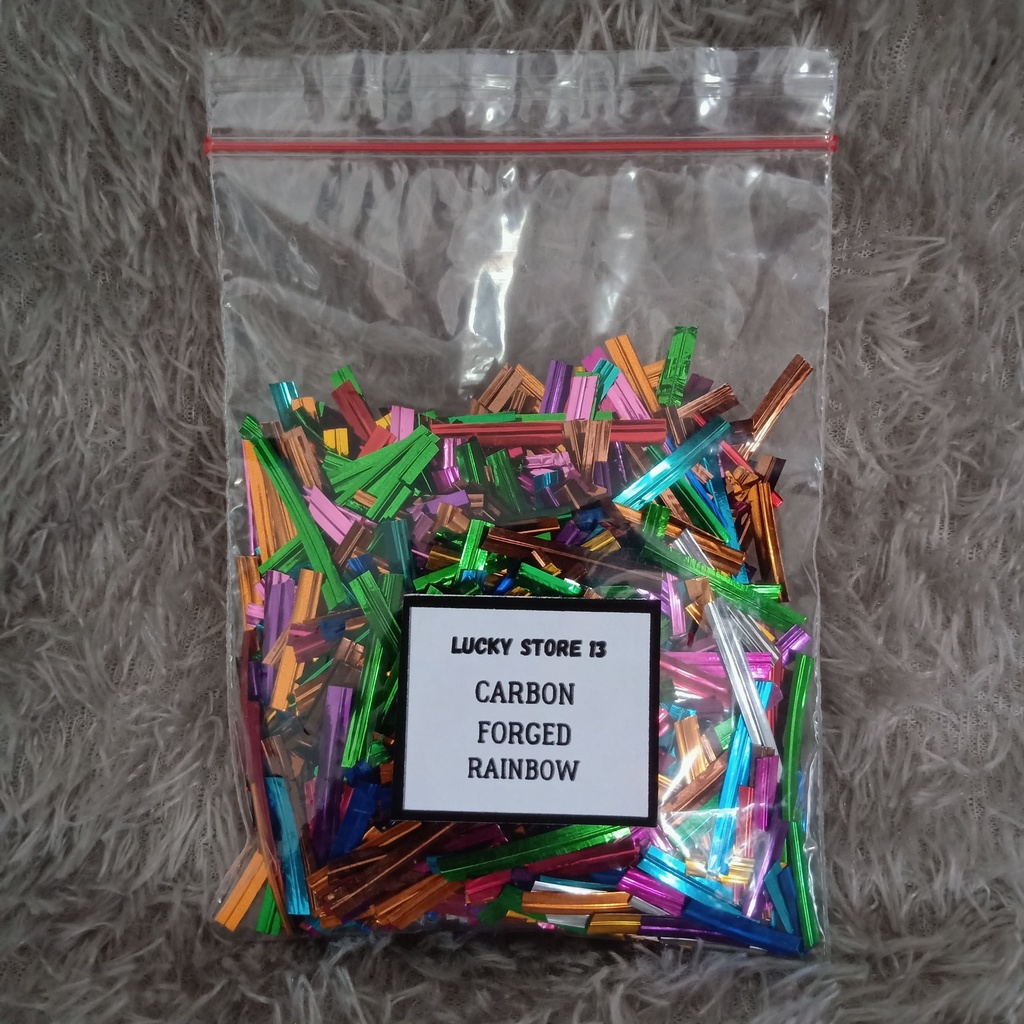 LUCKY STORE 13
CARBON
FORGED
RAINBOW